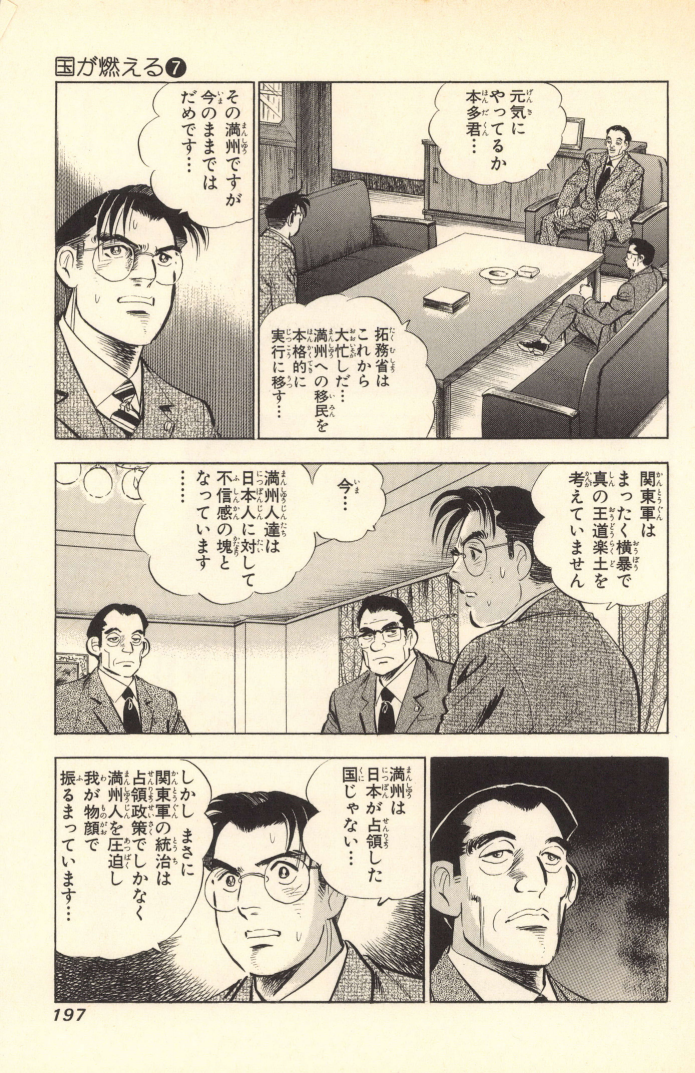 国が燃える❼
元気に
やってるか
本多君…
拓務省は
これから
大忙しだ…
満州への移民を
本格的に
実行に移す…
その満州ですが
今のままでは
だめです…
関東軍は
まったく横暴で
真の王道楽土を
考えていません
今…
満州人達は
日本人に対して
不信感の塊と
なっています
……
満州は
日本が占領した
国じゃない…
しかし まさに
関東軍の統治は
占領政策でしかなく
満州人を圧迫し
我が物顔で
振るまっています…
197